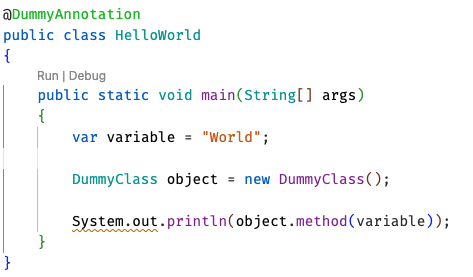 @DummyAnnotation
public class HelloWorld
{
Run | Debug
public static void main(String[] args)
{
var variable = "World";
DummyClass object = new DummyClass();
System.out.println(object.method(variable));
}
}